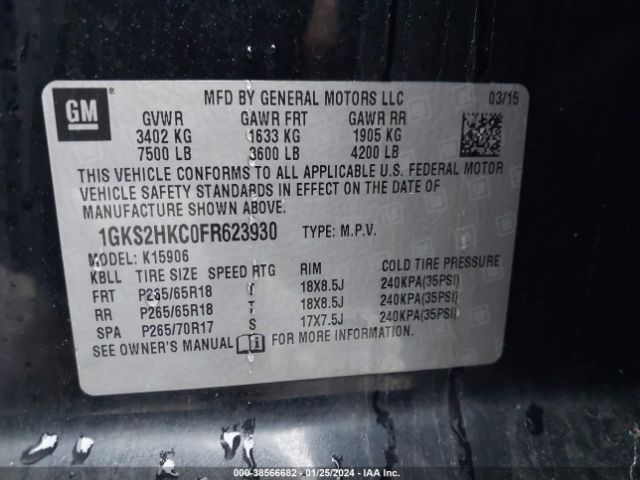 GM
MFD BY GENERAL MOTORS LLC 03/15
GVWR GAWR FRT GAWR RR
3402 KG 1633 KG 1905 KG
7500 LB 3600 LB 4200 LB
THIS VEHICLE CONFORMS TO ALL APPLICABLE U.S. FEDERAL MOTOR
VEHICLE SAFETY STANDARDS IN EFFECT ON THE DATE OF
MANUFACTURE SHOWN ABOVE.
1GKS2HKC0FR623930 TYPE: M.P.V.
MODEL: K15906
KBLL TIRE SIZE SPEED RTG RIM COLD TIRE PRESSURE
FRT P265/65R18 T 18X8.5J 240KPA(35PSI)
RR P265/65R18 T 18X8.5J 240KPA(35PSI)
SPA P265/70R17 S 17X7.5J 240KPA(35PSI)
SEE OWNER'S MANUAL FOR MORE INFORMATION.
000-38566682 - 01/25/2024 - IAA Inc.